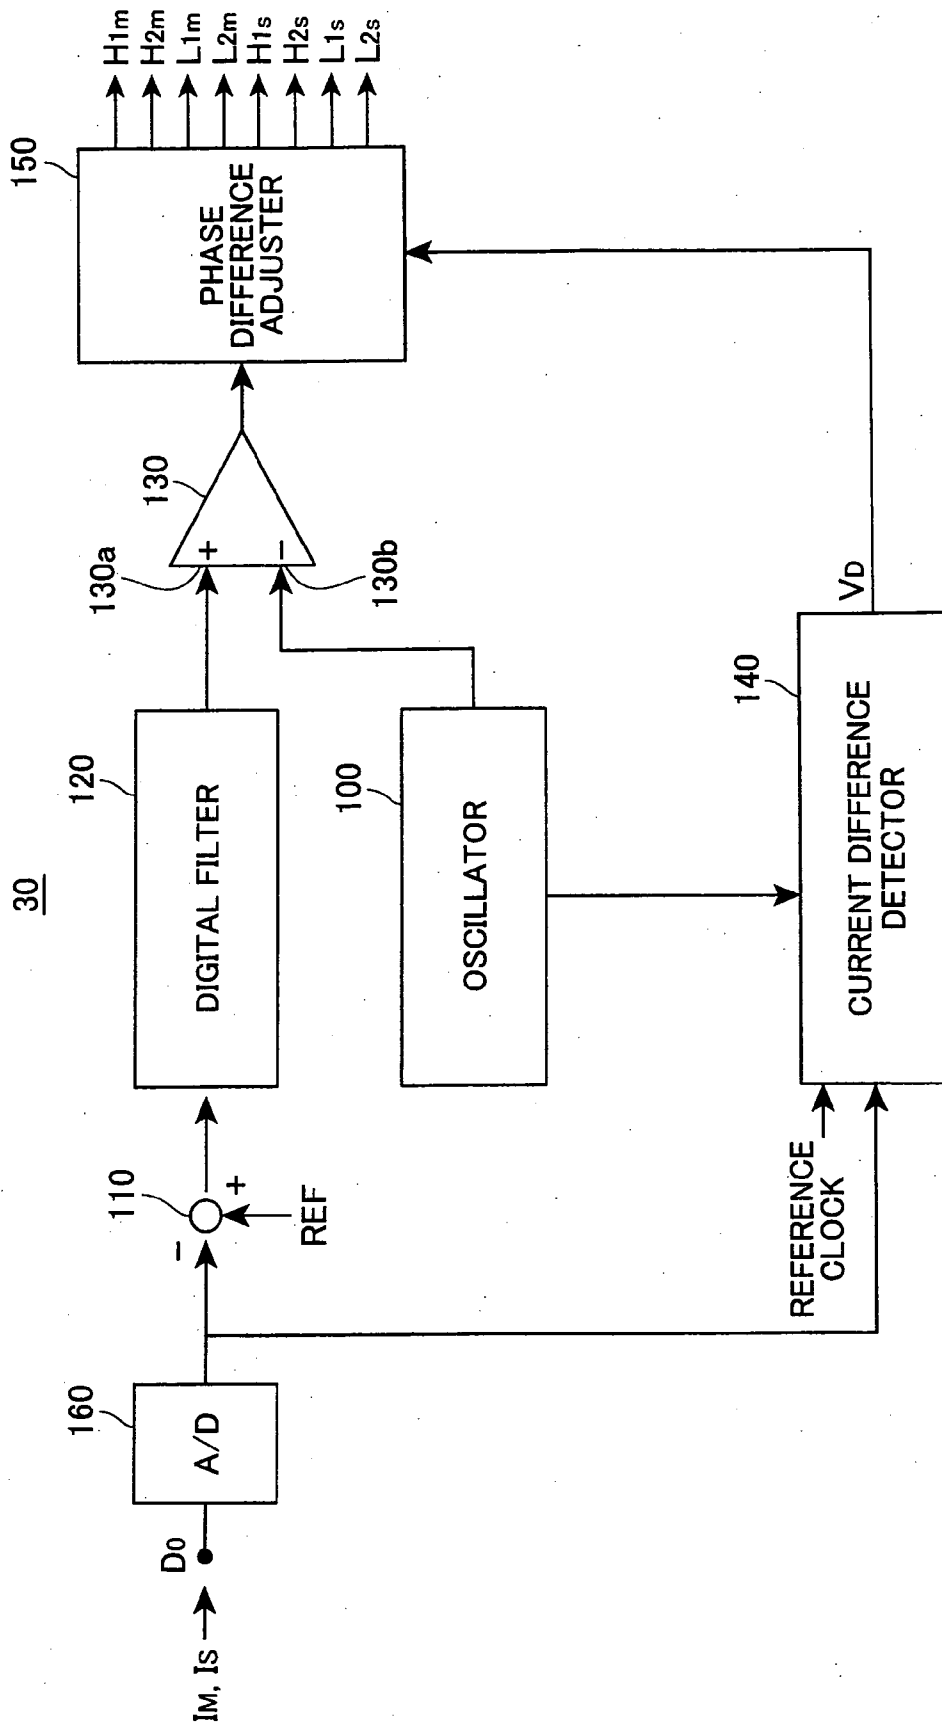 30
IM, IS
D0
160
A/D
110
−
+
REF
120
DIGITAL FILTER
100
OSCILLATOR
130a
130
+
−
130b
150
PHASE
DIFFERENCE
ADJUSTER
H1m
H2m
L1m
L2m
H1s
H2s
L1s
L2s
REFERENCE
CLOCK
140
CURRENT DIFFERENCE
DETECTOR
VD